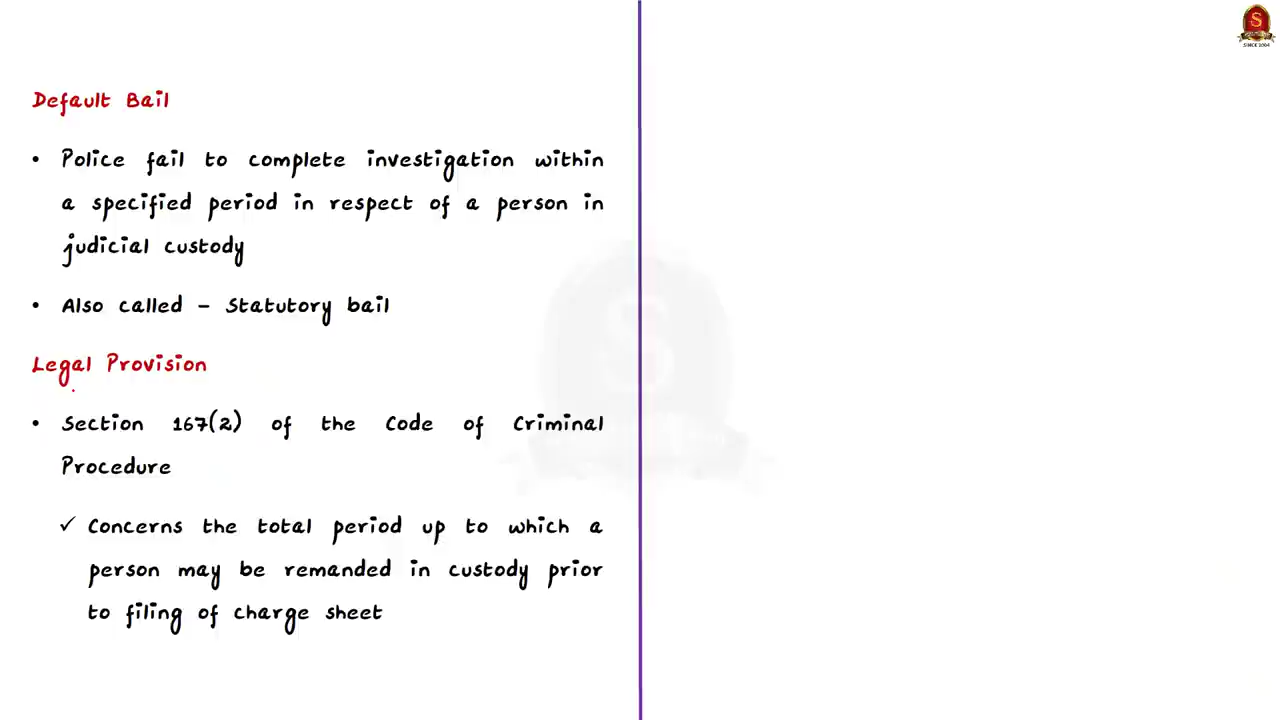 Default Bail
• Police fail to complete investigation within
a specified period in respect of a person in
judicial custody
• Also called – Statutory bail
Legal Provision
• Section 167(2) of the Code of Criminal
Procedure
✓ Concerns the total period up to which a
person may be remanded in custody prior
to filing of charge sheet
S
SINCE 2004